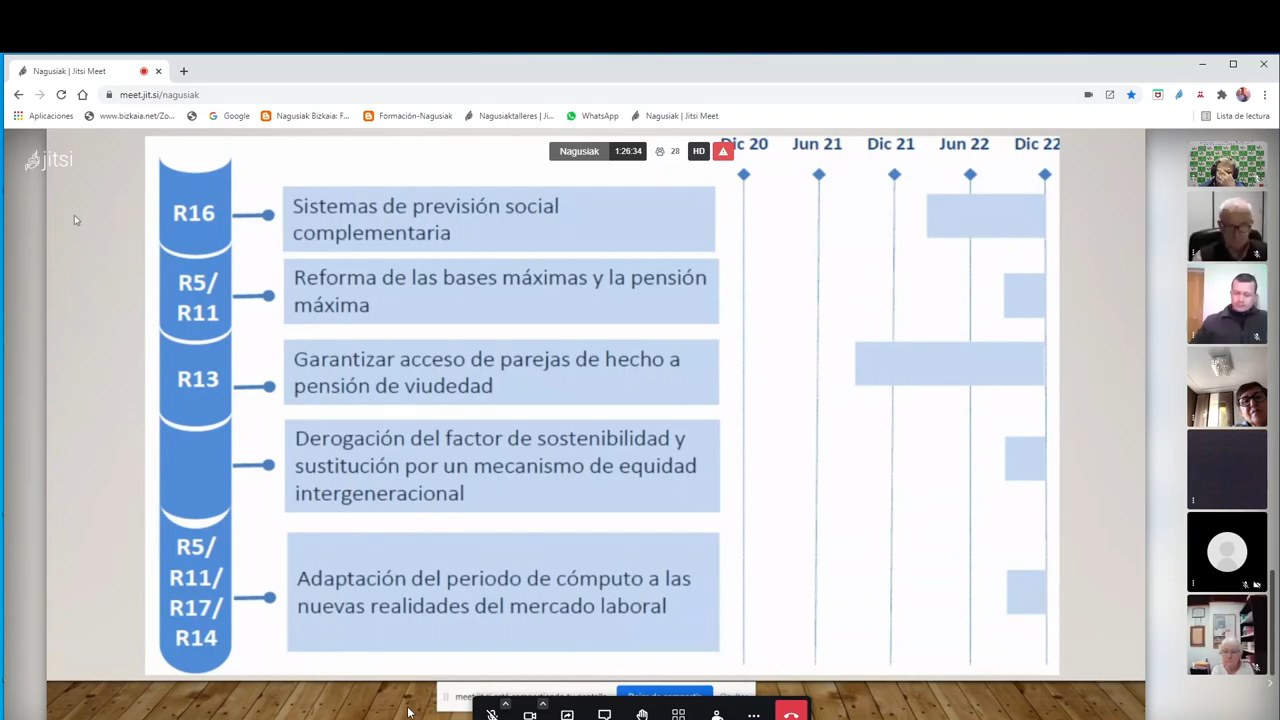 Nagusiak | Jitsi Meet
meet.jit.si/nagusiak
Aplicaciones
www.bizkaia.net/Zo...
Google
Nagusiak Bizkaia: F...
Formación-Nagusiak
Nagusiaktalleres | Ji...
WhatsApp
Nagusiak | Jitsi Meet
Lista de lectura
jitsi
Nagusiak
1:26:34
28
HD
Dic 20
Jun 21
Dic 21
Jun 22
Dic 22
R16
Sistemas de previsión social
complementaria
R5/
R11
Reforma de las bases máximas y la pensión
máxima
R13
Garantizar acceso de parejas de hecho a
pensión de viudedad
Derogación del factor de sostenibilidad y
sustitución por un mecanismo de equidad
intergeneracional
R5/
R11/
R17/
R14
Adaptación del periodo de cómputo a las
nuevas realidades del mercado laboral